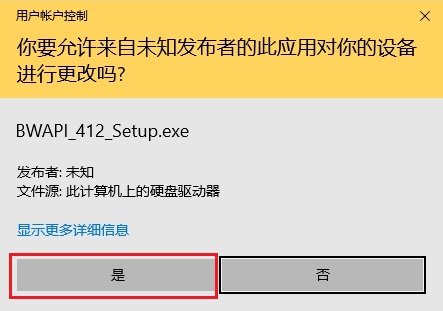 用户帐户控制
你要允许来自未知发布者的此应用对你的设备
进行更改吗?
BWAPI_412_Setup.exe
发布者: 未知
文件源: 此计算机上的硬盘驱动器
显示更多详细信息
是
否